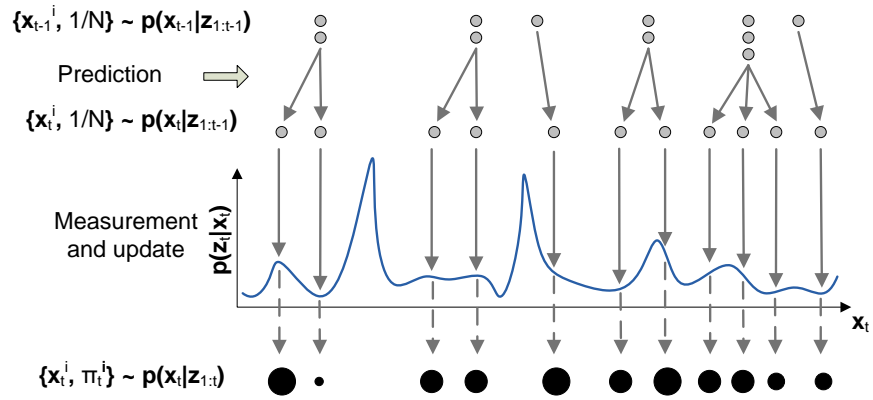 {x_{t-1}^i, 1/N} ~ p(x_{t-1}|z_{1:t-1})
Prediction
{x_t^i, 1/N} ~ p(x_t|z_{1:t-1})
Measurement
and update
p(z_t|x_t)
x_t
{x_t^i, π_t^i} ~ p(x_t|z_{1:t})